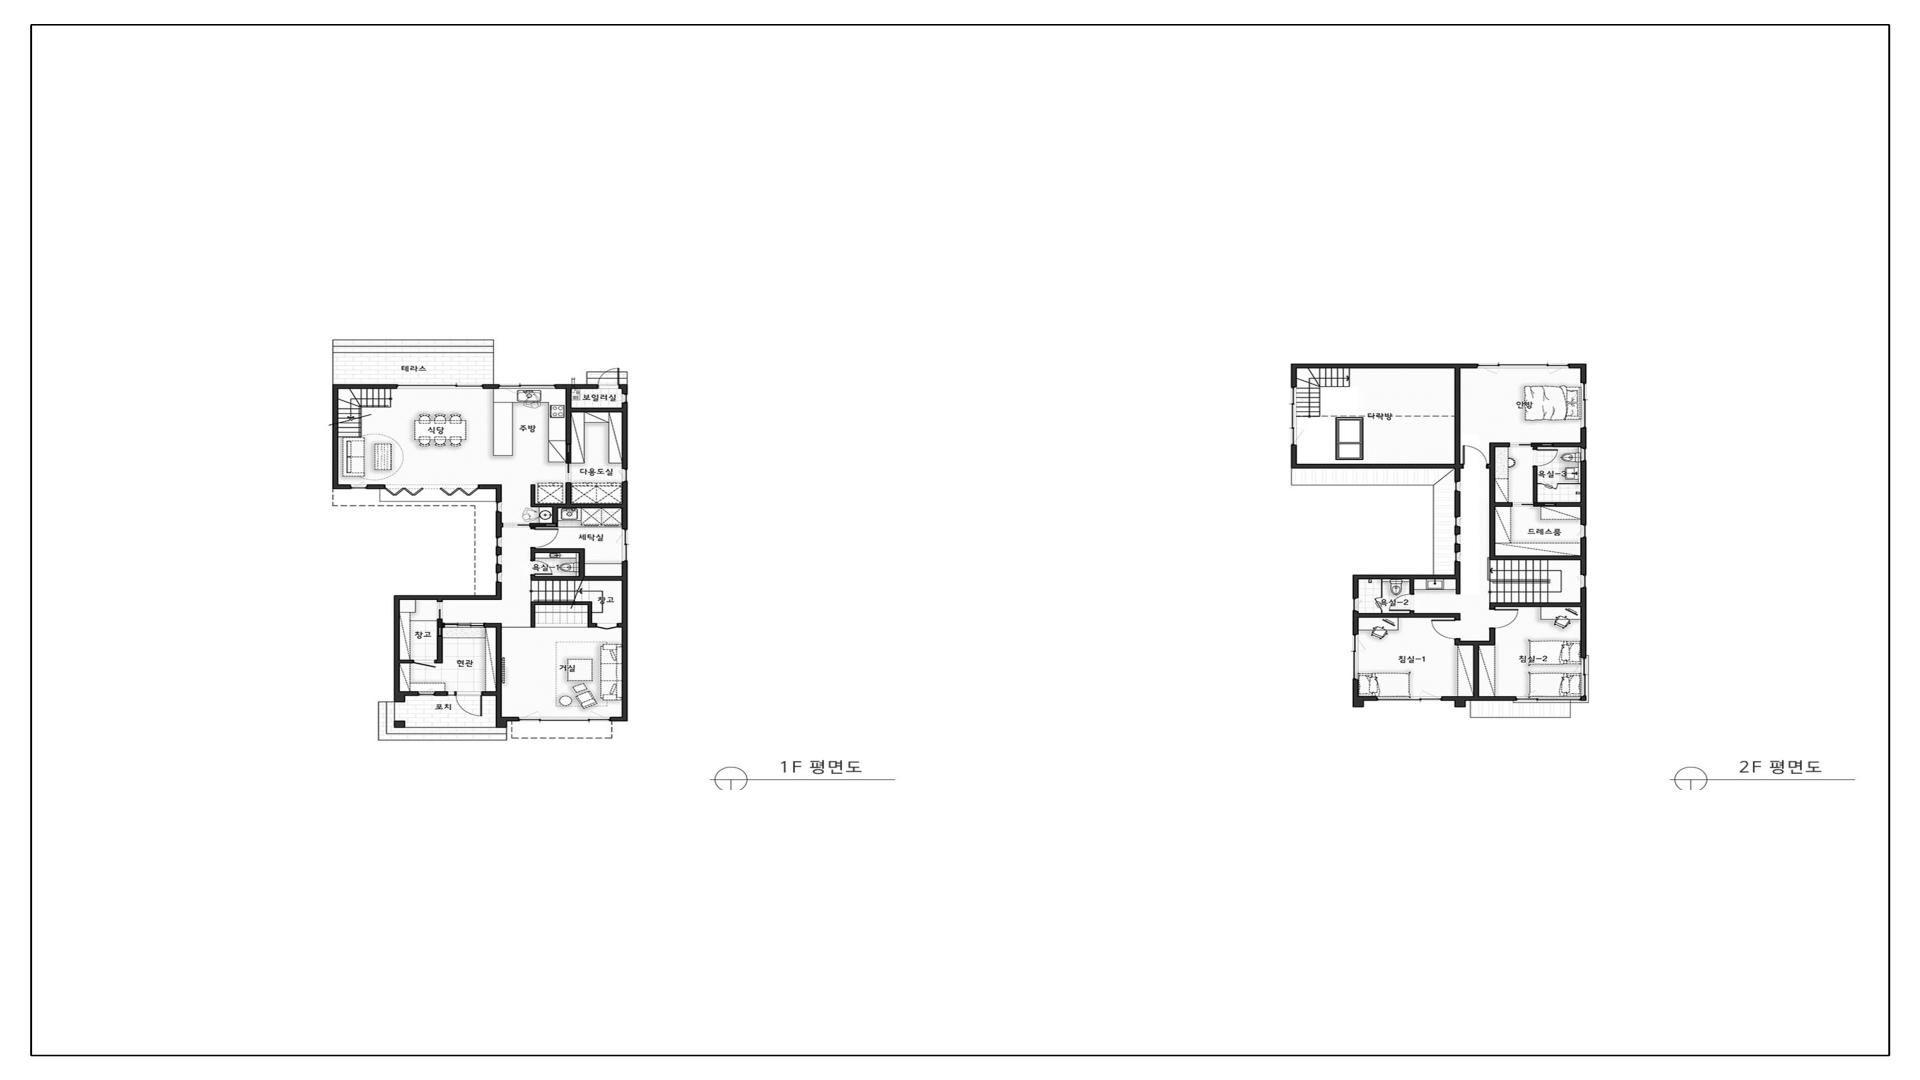 테라스
보일러실
식당
주방
다용도실
세탁실
욕실-1
창고
창고
현관
거실
포치
1F 평면도
안방
다락방
욕실-3
드레스룸
욕실-2
침실-1
침실-2
2F 평면도